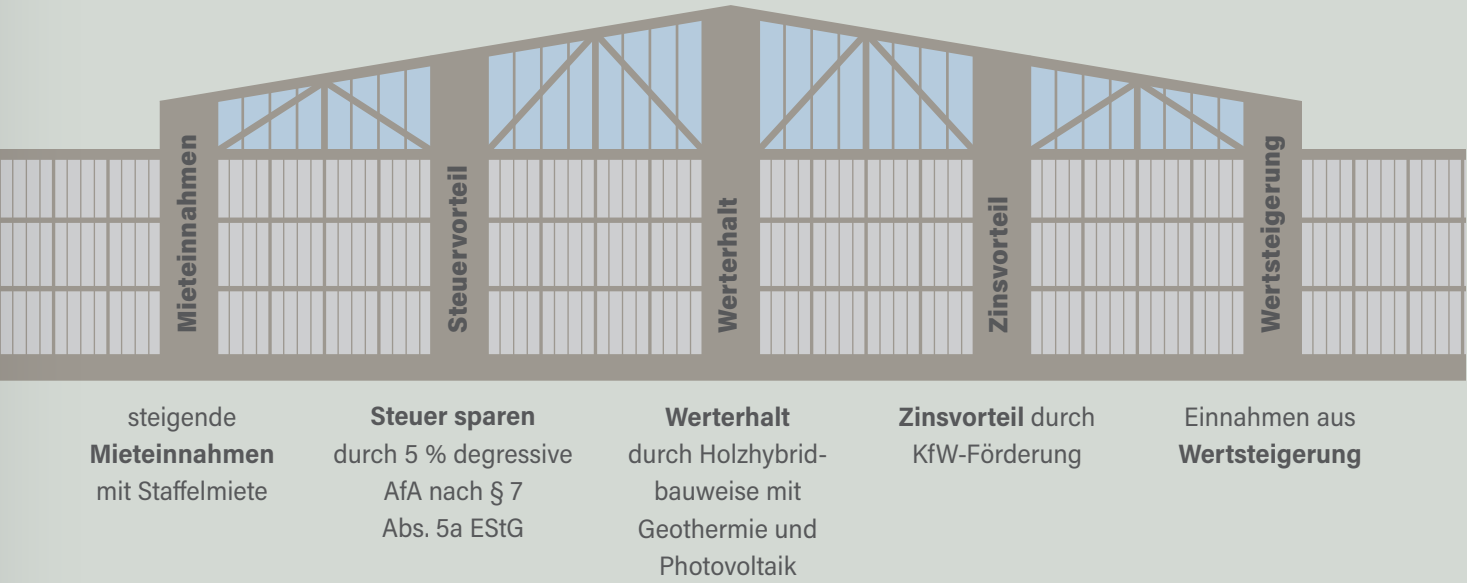 Mieteinnahmen
Steuervorteil
Werterhalt
Zinsvorteil
Wertsteigerung
steigende
Mieteinnahmen
mit Staffelmiete
Steuer sparen
durch 5 % degressive
AfA nach § 7
Abs. 5a EStG
Werterhalt
durch Holzhybrid-
bauweise mit
Geothermie und
Photovoltaik
Zinsvorteil durch
KfW-Förderung
Einnahmen aus
Wertsteigerung